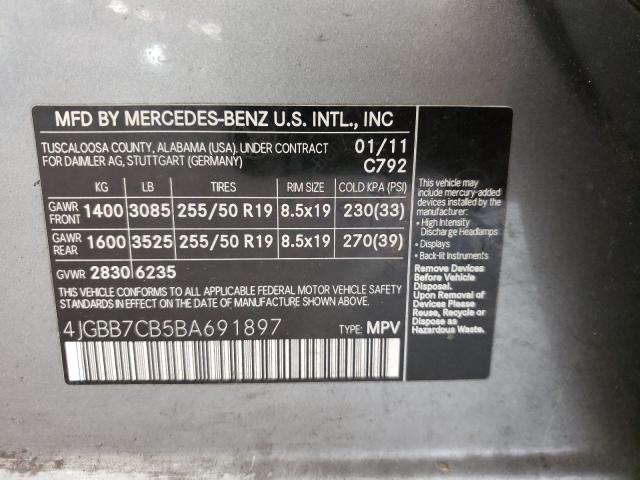 MFD BY MERCEDES-BENZ U.S. INTL., INC
TUSCALOOSA COUNTY, ALABAMA (USA). UNDER CONTRACT
FOR DAIMLER AG, STUTTGART (GERMANY)
01/11
C792
KG LB TIRES RIM SIZE COLD KPA (PSI)
GAWR FRONT 1400 3085 255/50 R19 8.5x19 230(33)
GAWR REAR 1600 3525 255/50 R19 8.5x19 270(39)
GVWR 2830 6235
THIS VEHICLE CONFORMS TO ALL APPLICABLE FEDERAL MOTOR VEHICLE SAFETY
STANDARDS IN EFFECT ON THE DATE OF MANUFACTURE SHOWN ABOVE.
4JGBB7CB5BA691897 TYPE: MPV
This vehicle may
include mercury-added
devices installed by the
manufacturer:
• High Intensity
Discharge Headlamps
• Displays
• Back-lit Instruments
Remove Devices
Before Vehicle
Disposal.
Upon Removal of
Devices Please
Reuse, Recycle or
Dispose as
Hazardous Waste.